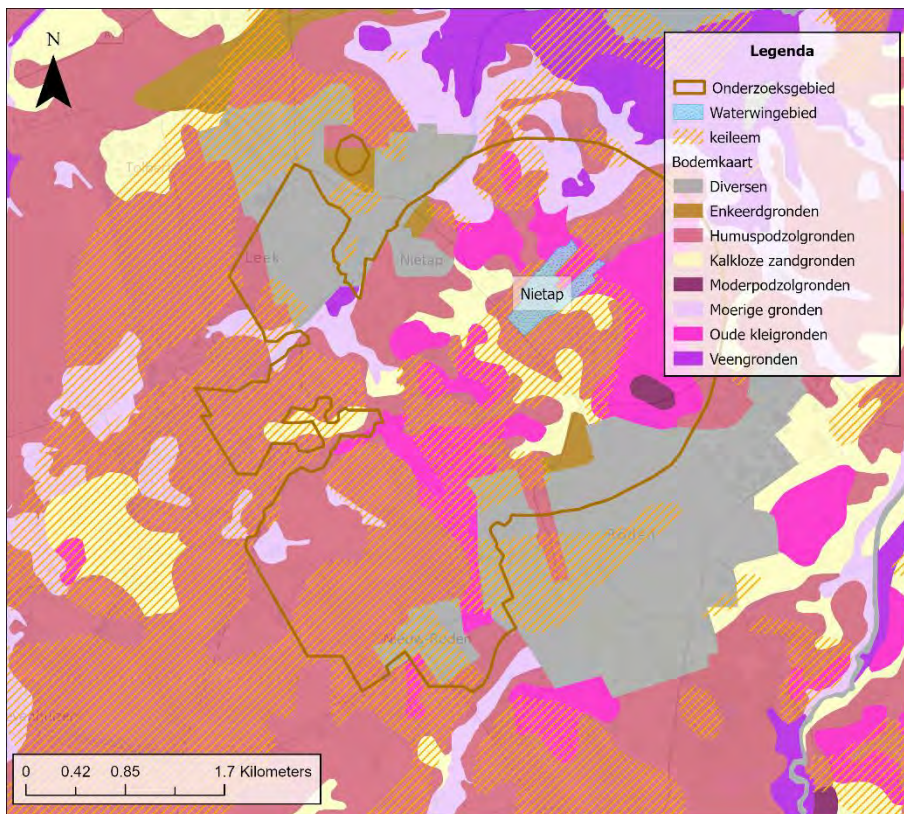 N
Legenda
Onderzoeksgebied
Waterwingebied
keileem
Bodemkaart
Diversen
Enkeerdgronden
Humuspodzolgronden
Kalkloze zandgronden
Moderpodzolgronden
Moerige gronden
Oude kleigronden
Veengronden
Leek
Nietap
Nietap
Roden
Nieuw-Roden
0 0.42 0.85 1.7 Kilometers